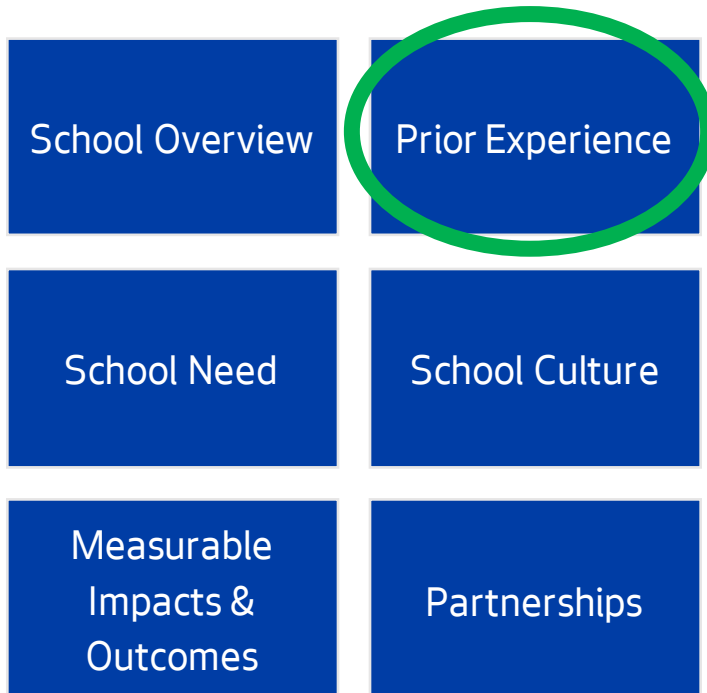 School Overview
Prior Experience
School Need
School Culture
Measurable
Impacts &
Outcomes
Partnerships